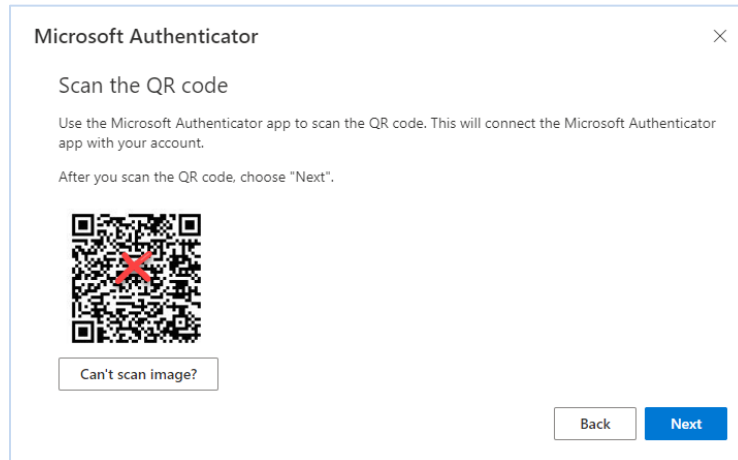 Microsoft Authenticator
Scan the QR code
Use the Microsoft Authenticator app to scan the QR code. This will connect the Microsoft Authenticator
app with your account.
After you scan the QR code, choose "Next".
Can't scan image?
Back
Next